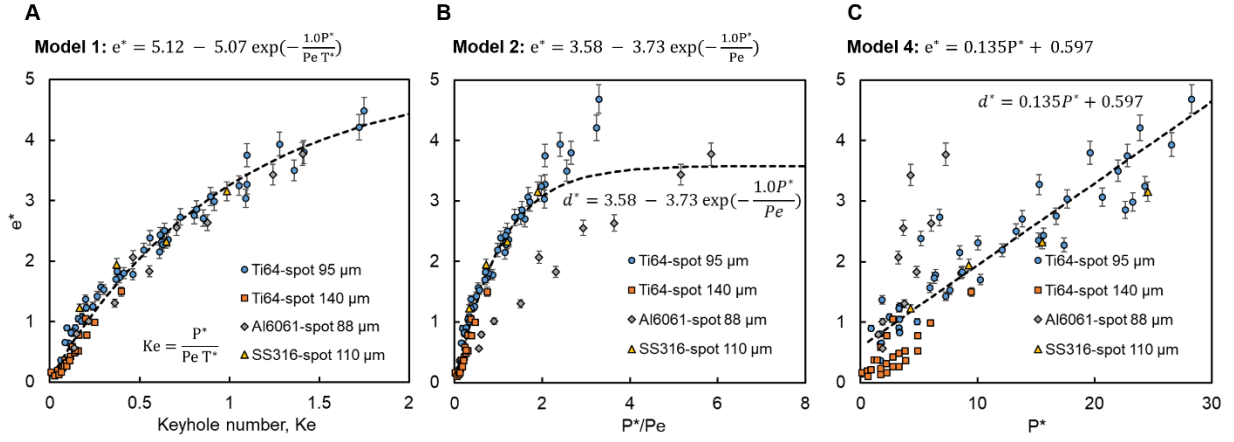 A
Model 1: e* = 5.12 − 5.07 exp(−1.0P*/Pe T*)
e*
5
4
3
2
1
0
0
0.5
1
1.5
2
Keyhole number, Ke
Ke = P*/Pe T*
Ti64-spot 95 μm
Ti64-spot 140 μm
Al6061-spot 88 μm
SS316-spot 110 μm
B
Model 2: e* = 3.58 − 3.73 exp(−1.0P*/Pe)
5
4
3
2
1
0
0
2
4
6
8
P*/Pe
d* = 3.58 − 3.73 exp(−1.0P*/Pe)
Ti64-spot 95 μm
Ti64-spot 140 μm
Al6061-spot 88 μm
SS316-spot 110 μm
C
Model 4: e* = 0.135P* + 0.597
5
4
3
2
1
0
0
10
20
30
P*
d* = 0.135P* + 0.597
Ti64-spot 95 μm
Ti64-spot 140 μm
Al6061-spot 88 μm
SS316-spot 110 μm